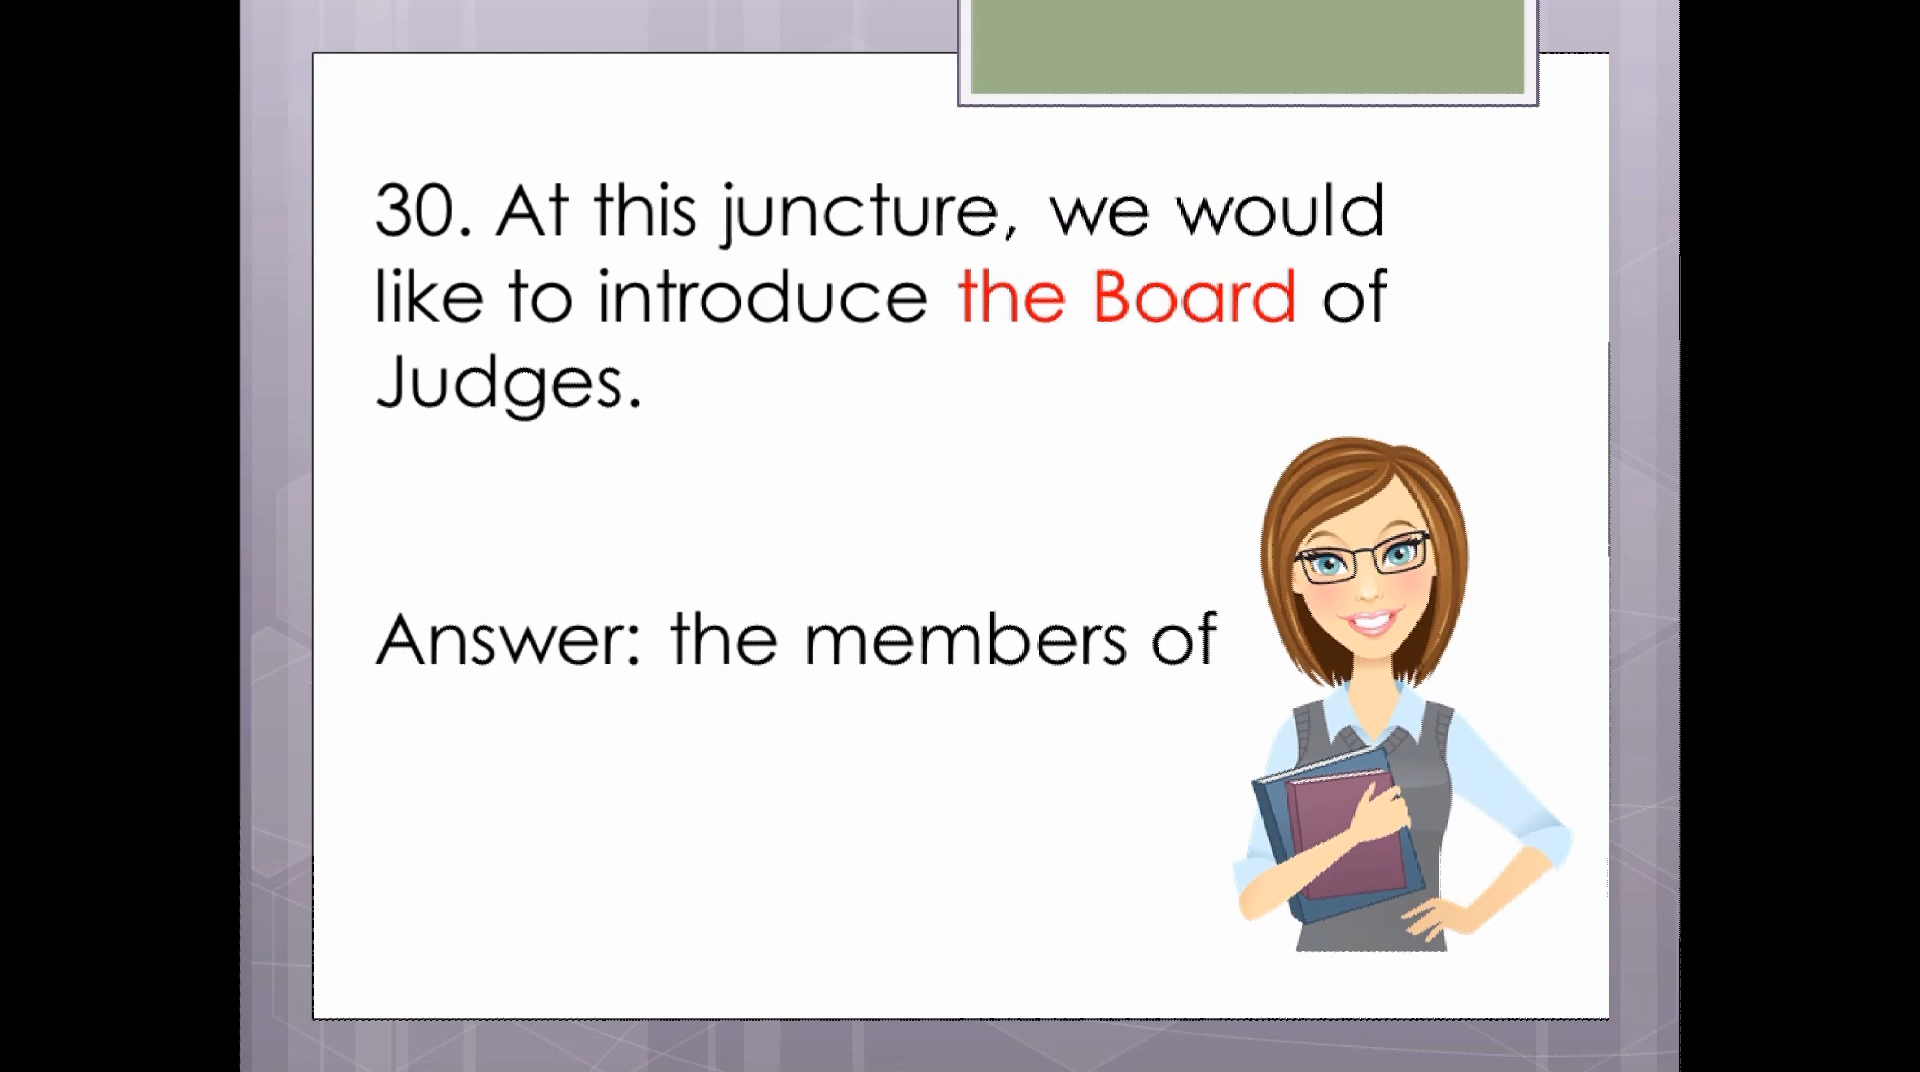 30. At this juncture, we would
like to introduce the Board of
Judges.
Answer: the members of